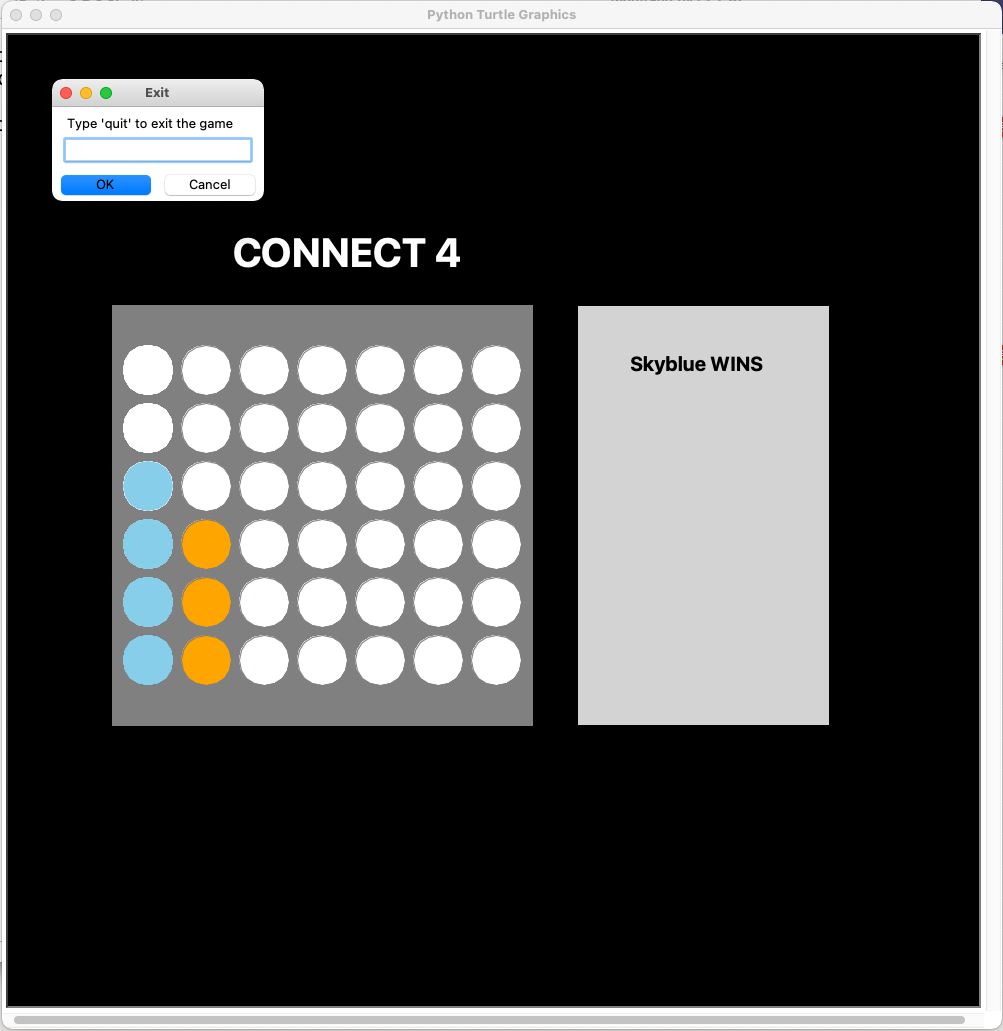 Python Turtle Graphics
Exit
Type 'quit' to exit the game
OK
Cancel
CONNECT 4
Skyblue WINS